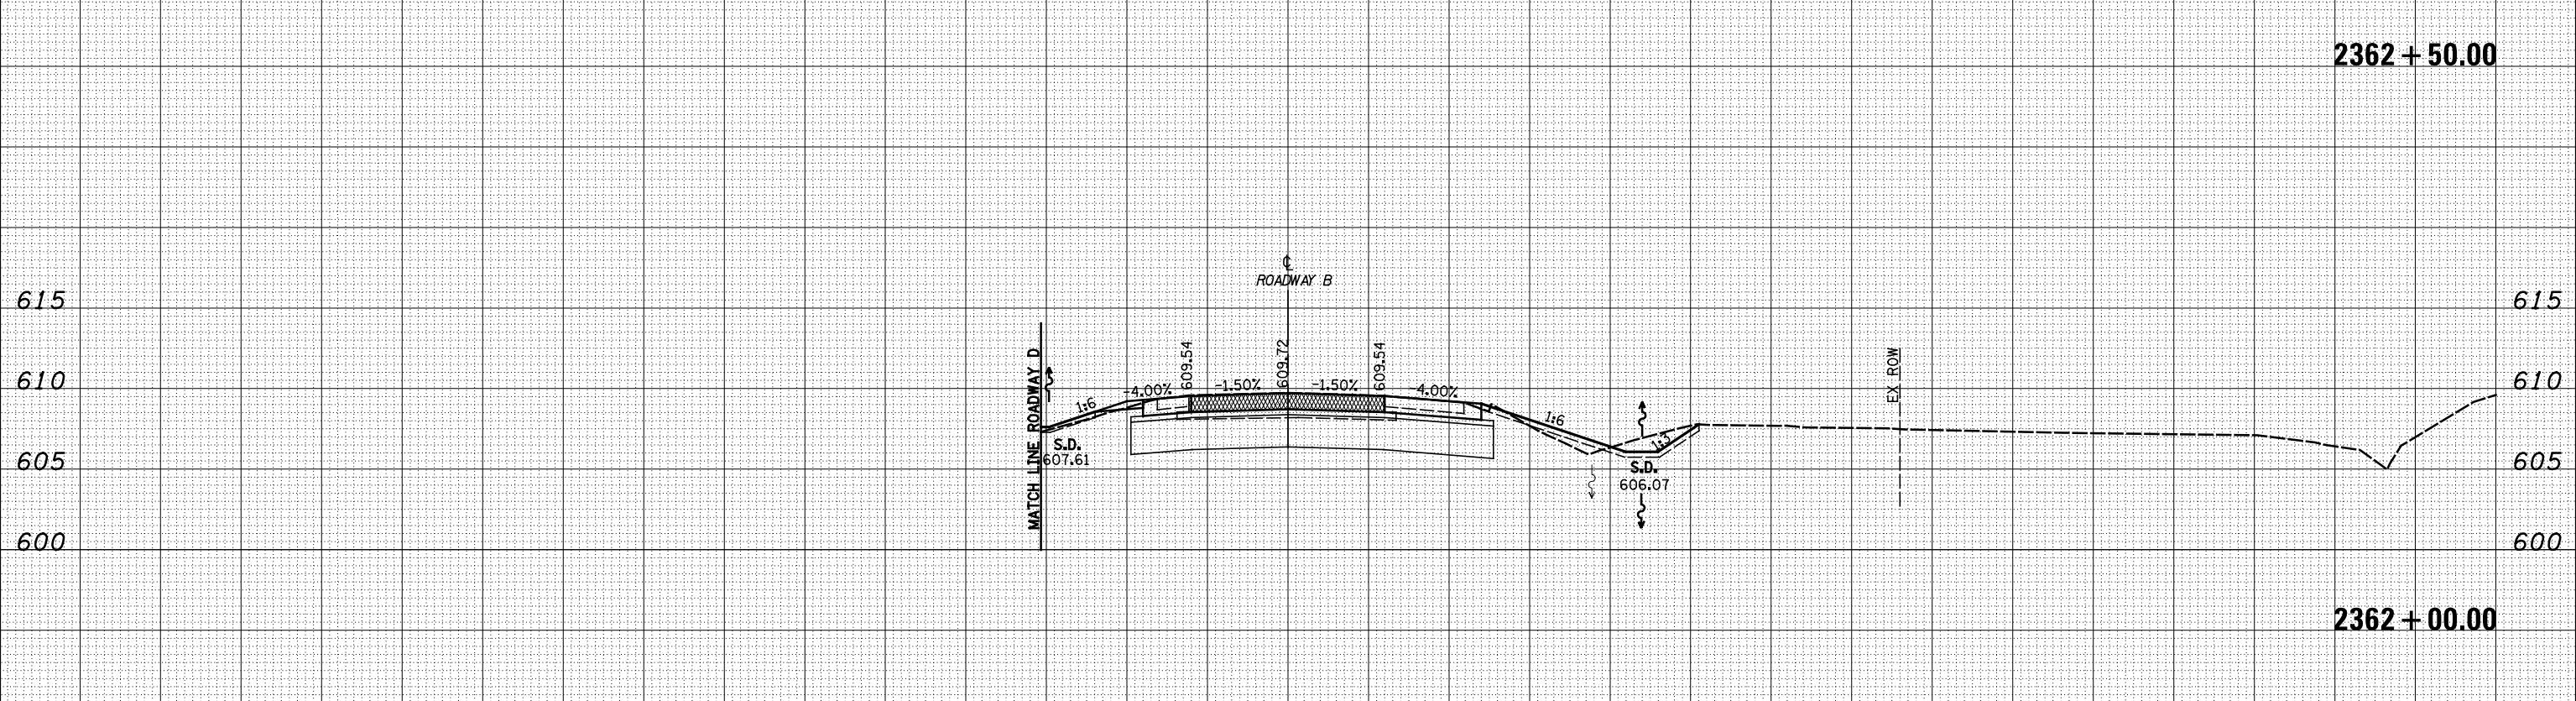 2362 + 50.00
℄
ROADWAY B
615 615
MATCH LINE ROADWAY D
609.54
609.72
609.54
EX ROW
610 610
-4.00% -1.50% -1.50% -4.00%
1:6 1:6
1:3
S.D.
607.61
605 605
S.D.
606.07
600 600
2362 + 00.00